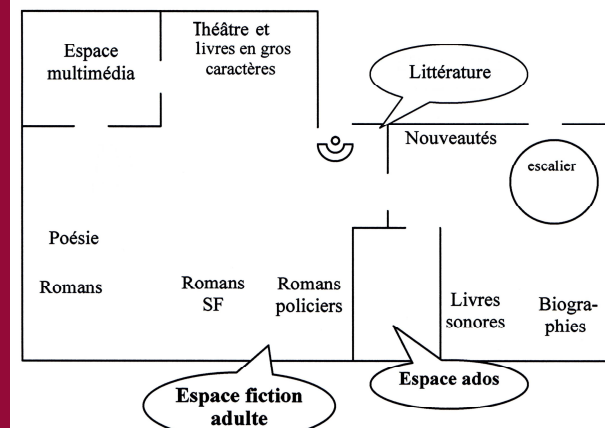 Espace
multimédia
Théâtre et
livres en gros
caractères
Littérature
Nouveautés
escalier
Poésie
Romans
Romans
SF
Romans
policiers
Livres
sonores
Biogra-
phies
Espace fiction
adulte
Espace ados